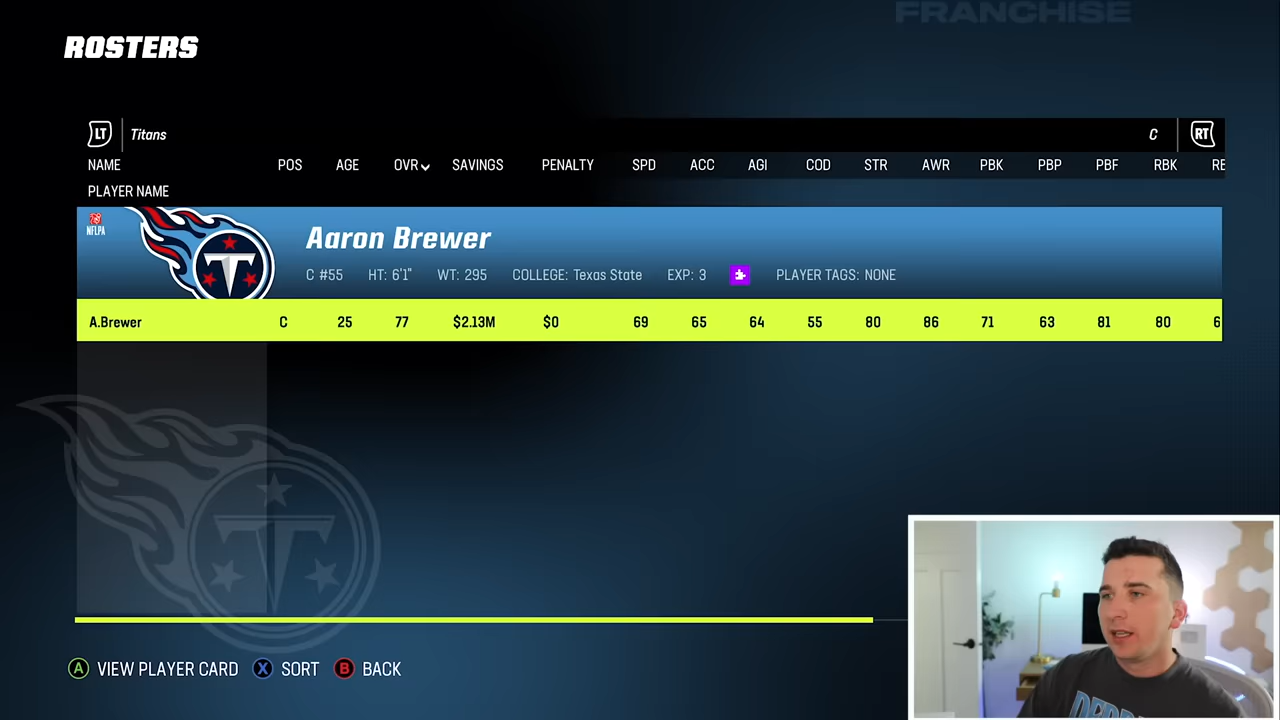 FRANCHISE
ROSTERS
LT Titans C RT
NAME POS AGE OVR SAVINGS PENALTY SPD ACC AGI COD STR AWR PBK PBP PBF RBK RE
PLAYER NAME
NFLPA
Aaron Brewer
C #55 HT: 6'1" WT: 295 COLLEGE: Texas State EXP: 3 PLAYER TAGS: NONE
A.Brewer C 25 77 $2.13M $0 69 65 64 55 80 86 71 63 81 80 6
A VIEW PLAYER CARD X SORT B BACK